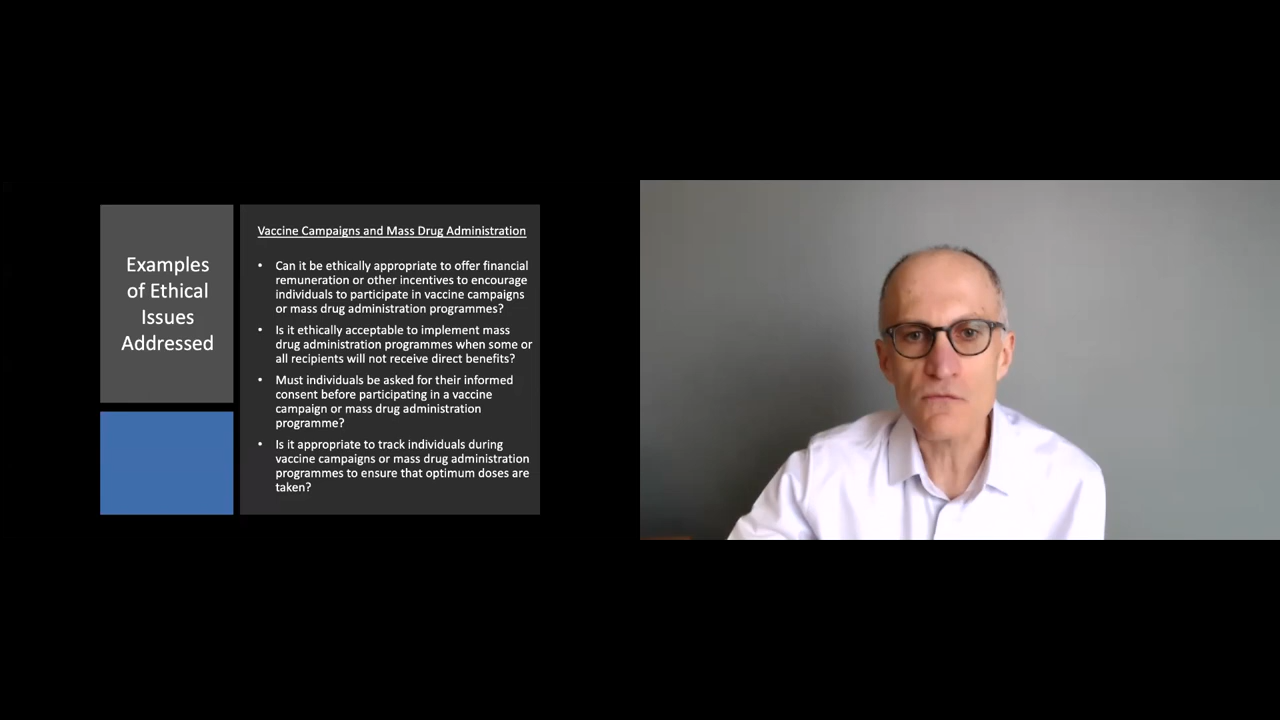 Examples
of Ethical
Issues
Addressed
Vaccine Campaigns and Mass Drug Administration
• Can it be ethically appropriate to offer financial
remuneration or other incentives to encourage
individuals to participate in vaccine campaigns
or mass drug administration programmes?
• Is it ethically acceptable to implement mass
drug administration programmes when some or
all recipients will not receive direct benefits?
• Must individuals be asked for their informed
consent before participating in a vaccine
campaign or mass drug administration
programme?
• Is it appropriate to track individuals during
vaccine campaigns or mass drug administration
programmes to ensure that optimum doses are
taken?